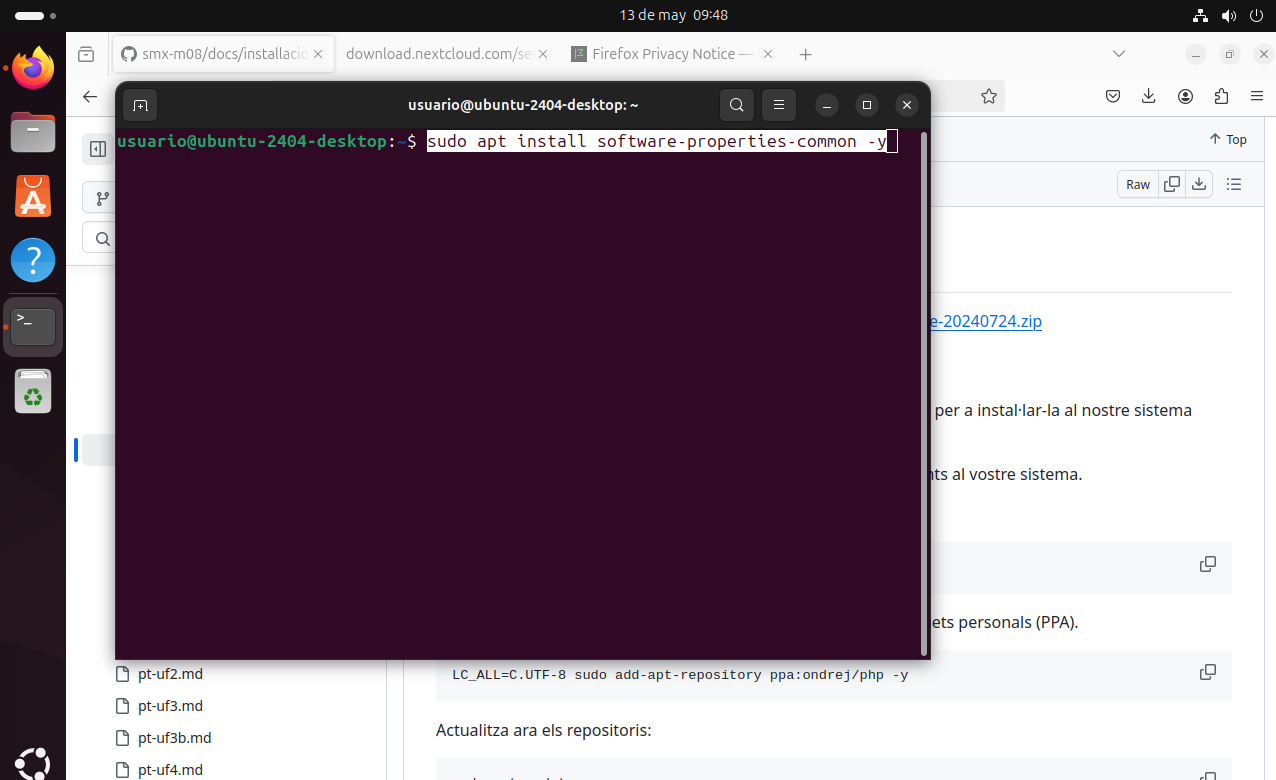 13 de may 09:48
smx-m08/docs/installacio
download.nextcloud.com/se
Firefox Privacy Notice —
usuario@ubuntu-2404-desktop: ~
usuario@ubuntu-2404-desktop:~$ sudo apt install software-properties-common -y
Top
Raw
e-20240724.zip
per a instal·lar-la al nostre sistema
nts al vostre sistema.
ets personals (PPA).
LC_ALL=C.UTF-8 sudo add-apt-repository ppa:ondrej/php -y
Actualitza ara els repositoris:
pt-uf2.md
pt-uf3.md
pt-uf3b.md
pt-uf4.md